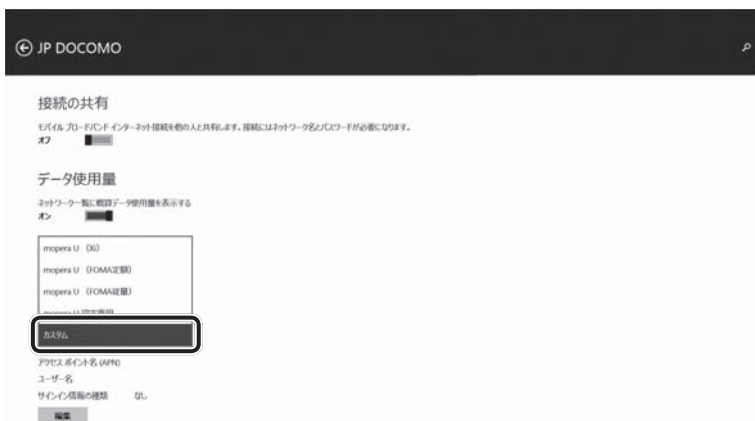 JP DOCOMO
接続の共有
モバイル ブロードバンド インターネット接続を他の人と共有します。接続にはネットワーク名とパスワードが必要になります。
オフ
データ使用量
ネットワーク一覧に概算データ使用量を表示する
オン
mopera U （Xi）
mopera U （FOMA定額）
mopera U （FOMA従量）
mopera U 設定専用
カスタム
アクセス ポイント名 (APN)
ユーザー名
サインイン情報の種類 なし
編集